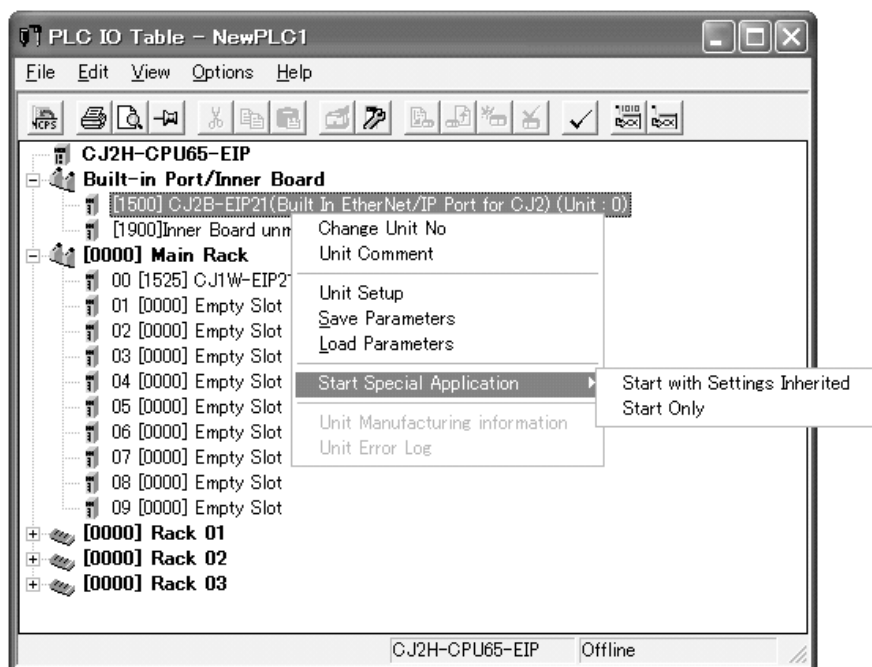 PLC IO Table - NewPLC1
File Edit View Options Help
CJ2H-CPU65-EIP
Built-in Port/Inner Board
[1500] CJ2B-EIP21(Built In EtherNet/IP Port for CJ2) (Unit : 0)
[1900]Inner Board unm
Change Unit No
Unit Comment
Unit Setup
Save Parameters
Load Parameters
Start Special Application
Unit Manufacturing information
Unit Error Log
Start with Settings Inherited
Start Only
[0000] Main Rack
00 [1525] CJ1W-EIP2
01 [0000] Empty Slot
02 [0000] Empty Slot
03 [0000] Empty Slot
04 [0000] Empty Slot
05 [0000] Empty Slot
06 [0000] Empty Slot
07 [0000] Empty Slot
08 [0000] Empty Slot
09 [0000] Empty Slot
[0000] Rack 01
[0000] Rack 02
[0000] Rack 03
CJ2H-CPU65-EIP Offline